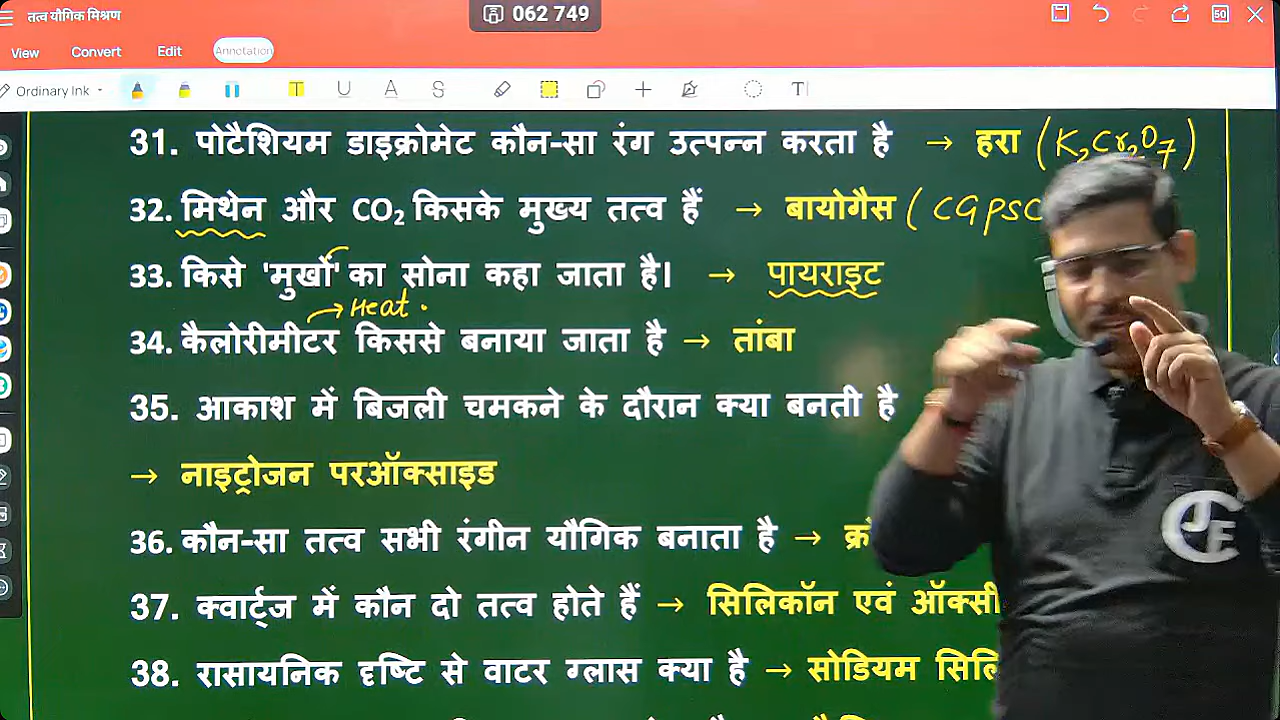 तत्व यौगिक मिश्रण
062 749
50
View Convert Edit Annotation
Ordinary Ink
T U A S T
31. पोटैशियम डाइक्रोमेट कौन-सा रंग उत्पन्न करता है → हरा (K₂Cr₂O₇)
32. मिथेन और CO₂ किसके मुख्य तत्व हैं → बायोगैस (CGPSC
33. किसे 'मुर्खो' का सोना कहा जाता है। → पायराइट
→ Heat.
34. कैलोरीमीटर किससे बनाया जाता है → तांबा
35. आकाश में बिजली चमकने के दौरान क्या बनती है
→ नाइट्रोजन परऑक्साइड
36. कौन-सा तत्व सभी रंगीन यौगिक बनाता है →
37. क्वार्ट्ज में कौन दो तत्व होते हैं → सिलिकॉन एवं ऑक्सी
38. रासायनिक दृष्टि से वाटर ग्लास क्या है → सोडियम सिलि